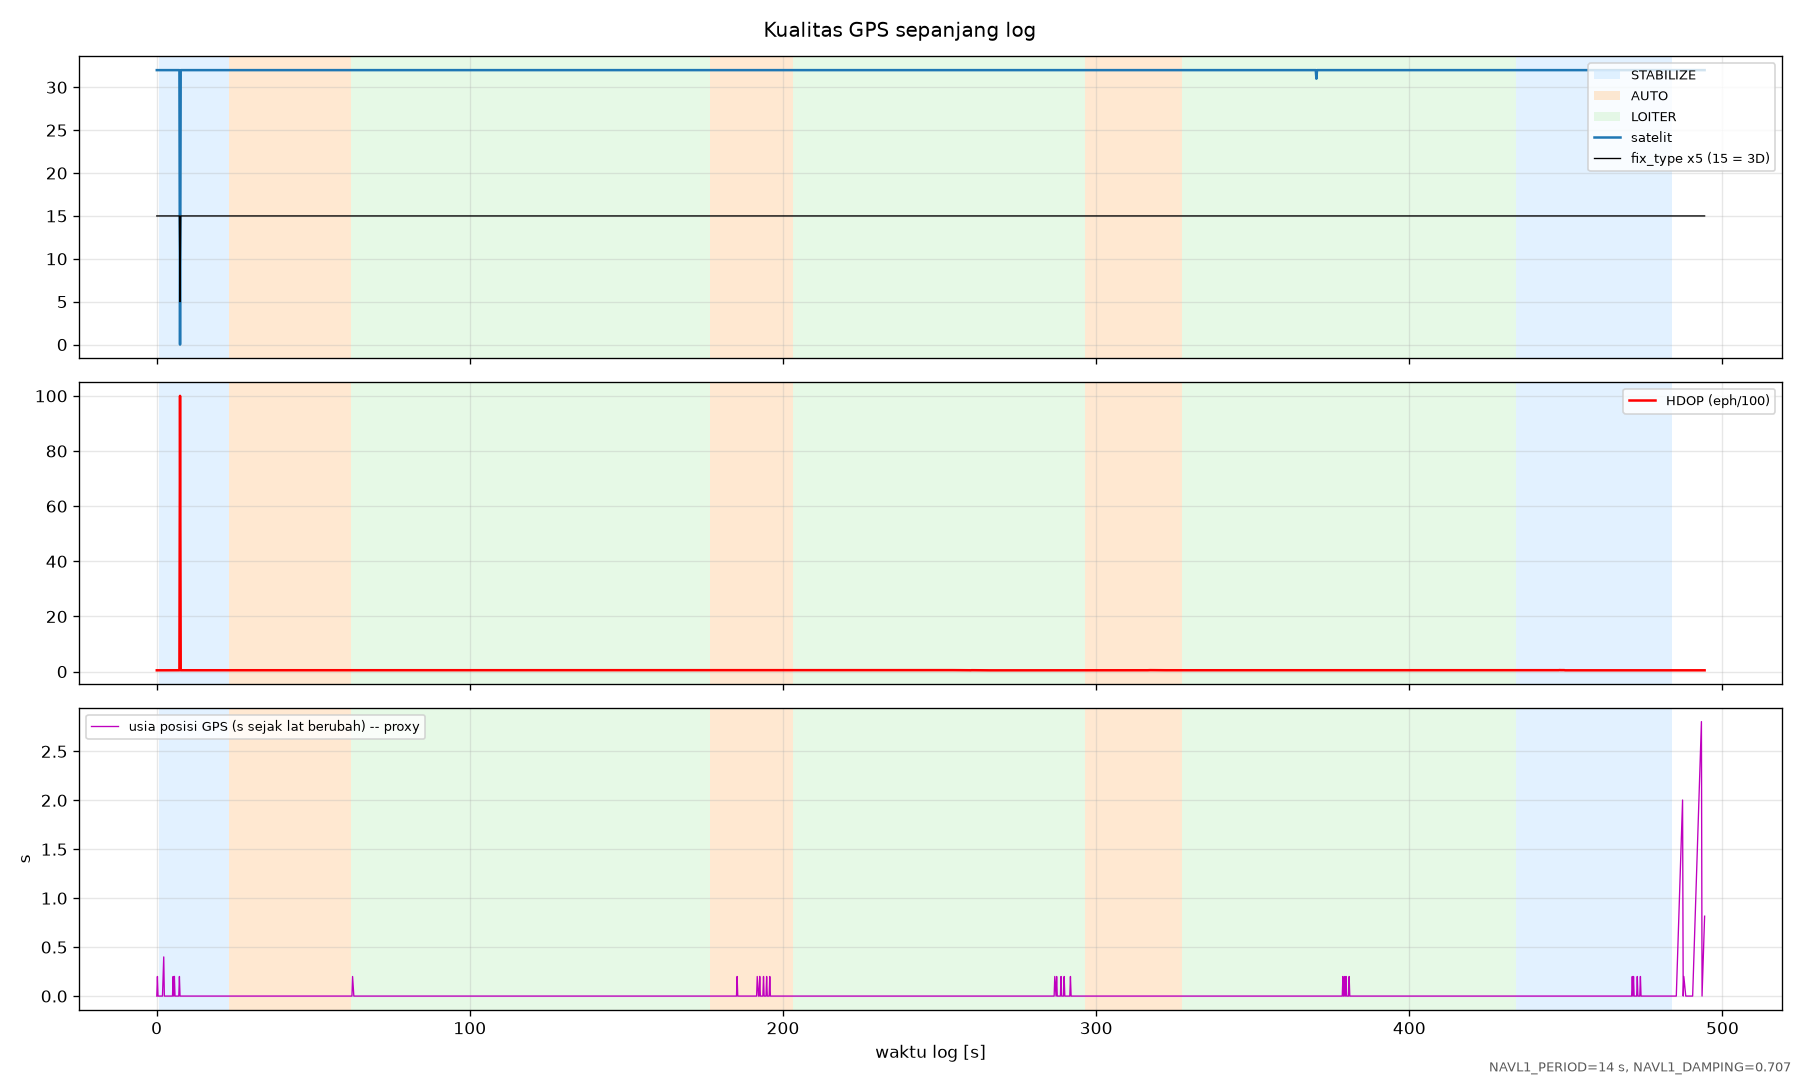 Kualitas GPS sepanjang log
30
25
20
15
10
5
0
STABILIZE
AUTO
LOITER
satelit
fix_type x5 (15 = 3D)
100
80
60
40
20
0
HDOP (eph/100)
2.5
2.0
1.5
1.0
0.5
0.0
s
usia posisi GPS (s sejak lat berubah) -- proxy
0
100
200
300
400
500
waktu log [s]
NAVL1_PERIOD=14 s, NAVL1_DAMPING=0.707